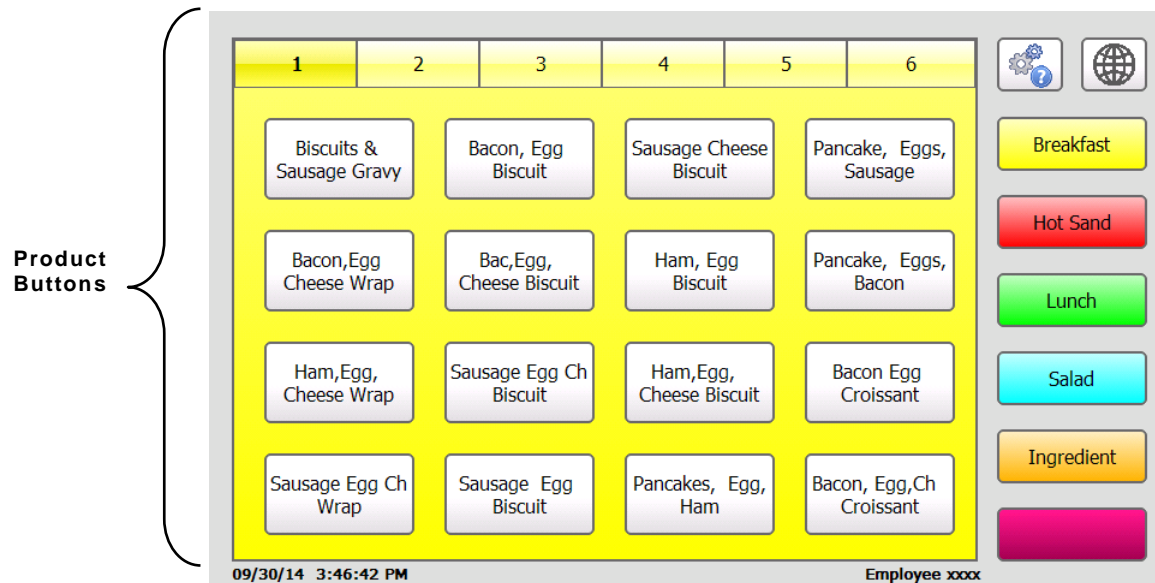 Product
Buttons
1 2 3 4 5 6
Biscuits &
Sausage Gravy
Bacon, Egg
Biscuit
Sausage Cheese
Biscuit
Pancake, Eggs,
Sausage
Bacon,Egg
Cheese Wrap
Bac,Egg,
Cheese Biscuit
Ham, Egg
Biscuit
Pancake, Eggs,
Bacon
Ham,Egg,
Cheese Wrap
Sausage Egg Ch
Biscuit
Ham,Egg,
Cheese Biscuit
Bacon Egg
Croissant
Sausage Egg Ch
Wrap
Sausage Egg
Biscuit
Pancakes, Egg,
Ham
Bacon, Egg,Ch
Croissant
?
Breakfast
Hot Sand
Lunch
Salad
Ingredient
09/30/14 3:46:42 PM
Employee xxxx